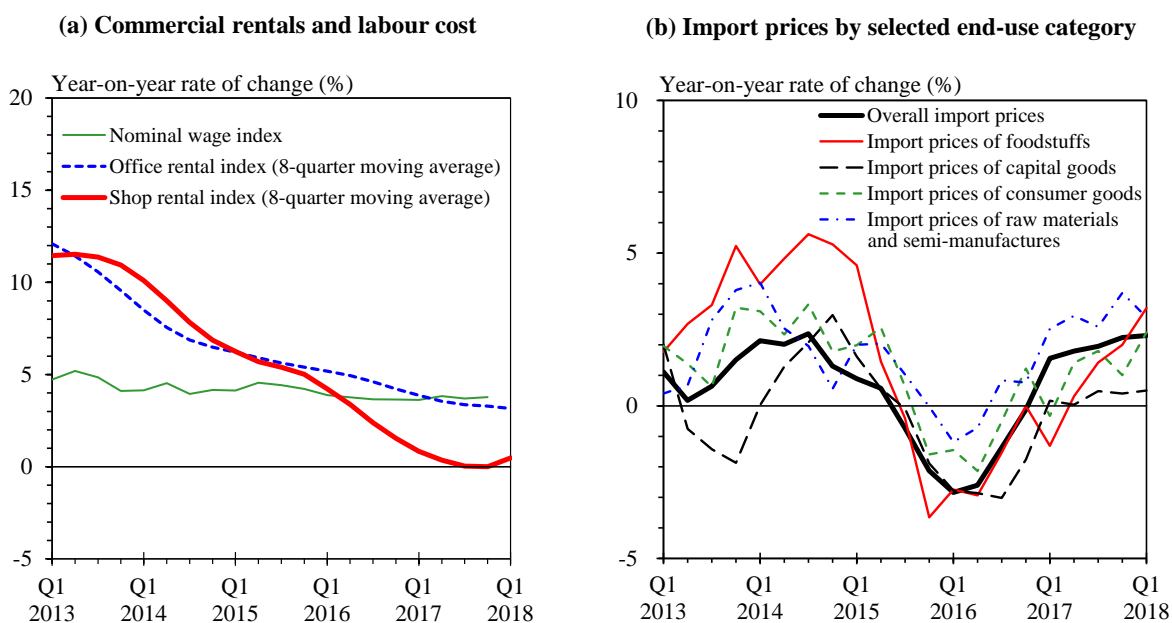 (a) Commercial rentals and labour cost
Year-on-year rate of change (%)
20
15
10
5
0
-5
Nominal wage index
Office rental index (8-quarter moving average)
Shop rental index (8-quarter moving average)
Q1 Q1 Q1 Q1 Q1 Q1
2013 2014 2015 2016 2017 2018
(b) Import prices by selected end-use category
Year-on-year rate of change (%)
10
5
0
-5
Overall import prices
Import prices of foodstuffs
Import prices of capital goods
Import prices of consumer goods
Import prices of raw materials
and semi-manufactures
Q1 Q1 Q1 Q1 Q1 Q1
2013 2014 2015 2016 2017 2018